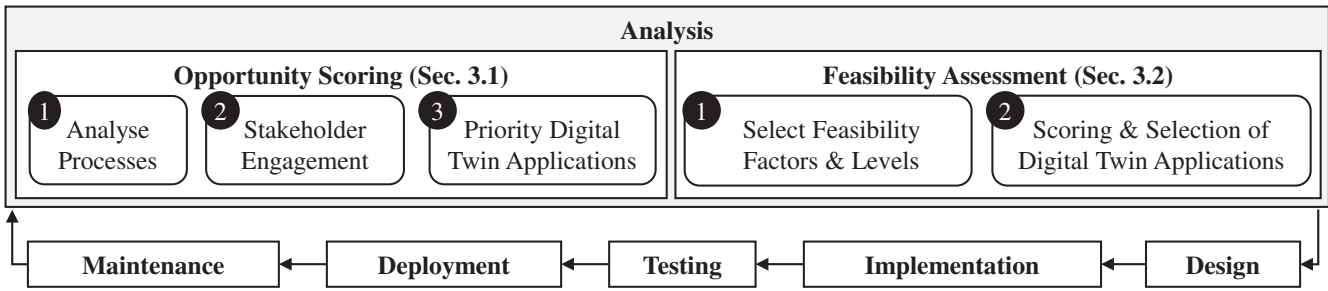 Analysis
Opportunity Scoring (Sec. 3.1)
1
Analyse
Processes
2
Stakeholder
Engagement
3
Priority Digital
Twin Applications
Feasibility Assessment (Sec. 3.2)
1
Select Feasibility
Factors & Levels
2
Scoring & Selection of
Digital Twin Applications
Maintenance
Deployment
Testing
Implementation
Design